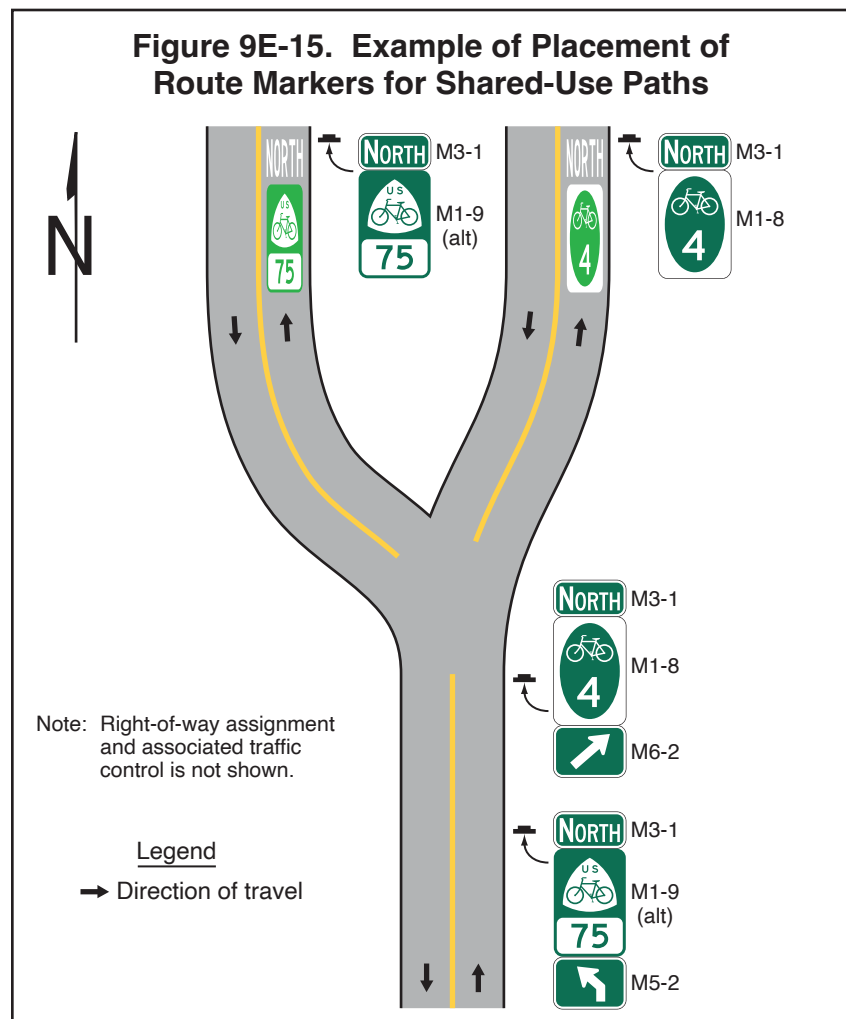 Figure 9E-15. Example of Placement of
Route Markers for Shared-Use Paths
N
NORTH
US
75
NORTH
M3-1
US
75
M1-9
(alt)
NORTH
4
NORTH
M3-1
4
M1-8
NORTH
M3-1
4
M1-8
M6-2
Note: Right-of-way assignment
and associated traffic
control is not shown.
Legend
Direction of travel
NORTH
M3-1
US
75
M1-9
(alt)
M5-2